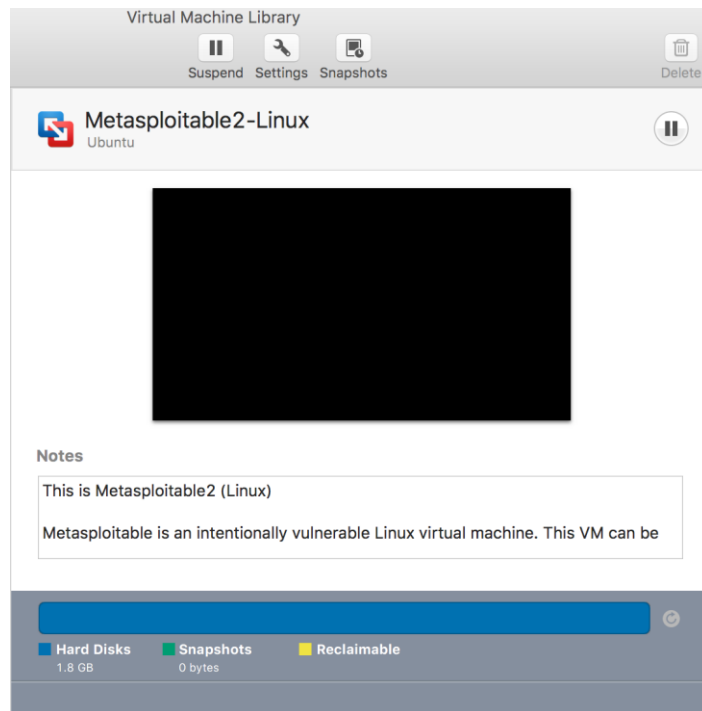 Virtual Machine Library
Suspend Settings Snapshots Delete
Metasploitable2-Linux
Ubuntu
Notes
This is Metasploitable2 (Linux)
Metasploitable is an intentionally vulnerable Linux virtual machine. This VM can be
Hard Disks Snapshots Reclaimable
1.8 GB 0 bytes